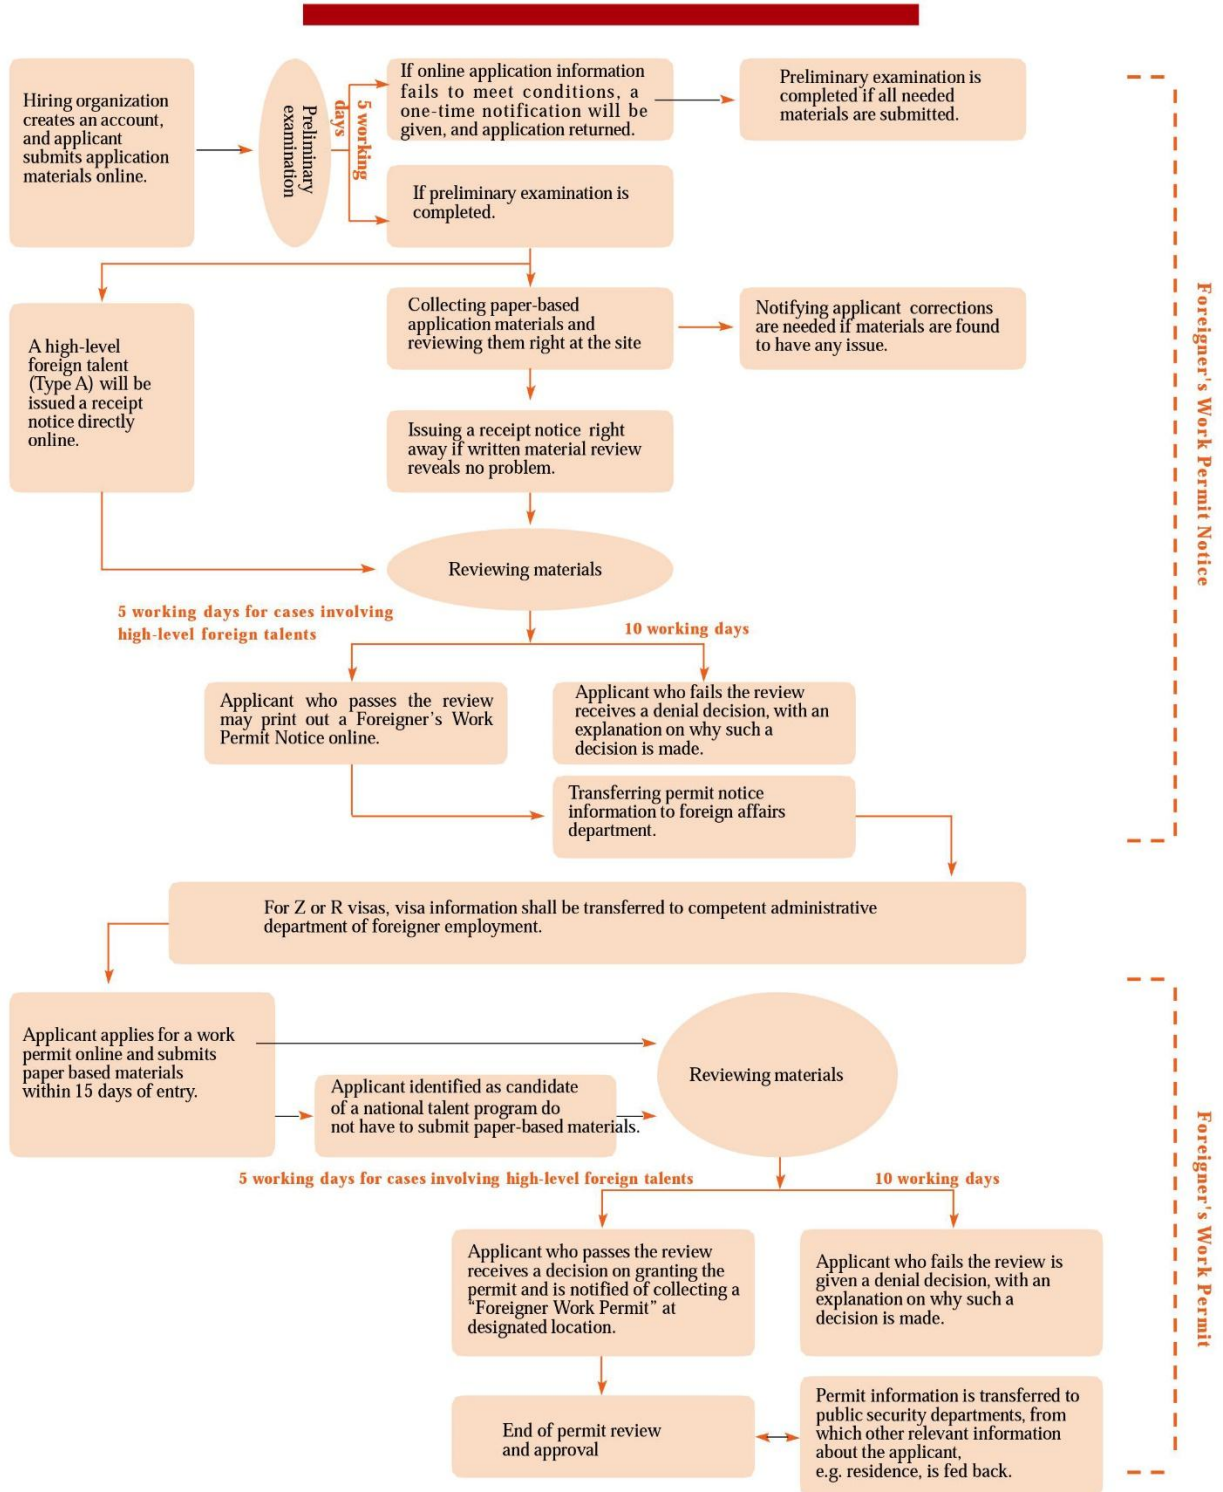 Hiring organization
creates an account,
and applicant
submits application
materials online.
Preliminary
examination
5 working
days
If online application information
fails to meet conditions, a
one-time notification will be
given, and application returned.
Preliminary examination is
completed if all needed
materials are submitted.
If preliminary examination is
completed.
A high-level
foreign talent
(Type A) will be
issued a receipt
notice directly
online.
Collecting paper-based
application materials and
reviewing them right at the site
Notifying applicant corrections
are needed if materials are found
to have any issue.
Issuing a receipt notice right
away if written material review
reveals no problem.
Reviewing materials
5 working days for cases involving
high-level foreign talents
10 working days
Applicant who passes the review
may print out a Foreigner's Work
Permit Notice online.
Applicant who fails the review
receives a denial decision, with an
explanation on why such a
decision is made.
Transferring permit notice
information to foreign affairs
department.
Foreigner's Work Permit Notice
For Z or R visas, visa information shall be transferred to competent administrative
department of foreigner employment.
Applicant applies for a work
permit online and submits
paper based materials
within 15 days of entry.
Applicant identified as candidate
of a national talent program do
not have to submit paper-based materials.
Reviewing materials
5 working days for cases involving high-level foreign talents
10 working days
Applicant who passes the review
receives a decision on granting the
permit and is notified of collecting a
“Foreigner Work Permit” at
designated location.
Applicant who fails the review is
given a denial decision, with an
explanation on why such a
decision is made.
End of permit review
and approval
Permit information is transferred to
public security departments, from
which other relevant information
about the applicant,
e.g. residence, is fed back.
Foreigner's Work Permit